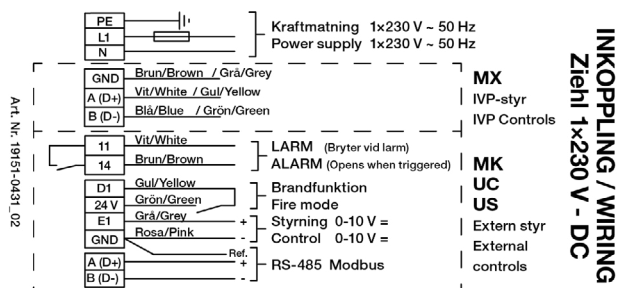 PE
L1
N
Kraftmatning 1×230 V ~ 50 Hz
Power supply 1×230 V ~ 50 Hz
GND Brun/Brown / Grå/Grey
A (D+) Vit/White / Gul/Yellow
B (D-) Blå/Blue / Grön/Green
MX
IVP-styr
IVP Controls
11 Vit/White
14 Brun/Brown
LARM (Bryter vid larm)
ALARM (Opens when triggered)
D1 Gul/Yellow
24 V Grön/Green
Brandfunktion
Fire mode
E1 Grå/Grey +
GND Rosa/Pink -
Styrning 0-10 V =
Control 0-10 V =
Ref.
A (D+) +
B (D-) -
RS-485 Modbus
MK
UC
US
Extern styr
External
controls
INKOPPLING / WIRING
Ziehl 1×230 V - DC
Art. Nr. 19151-0431_02